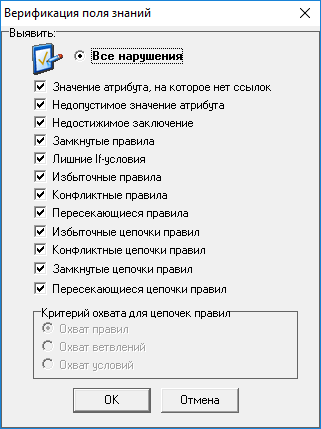 Верификация поля знаний
Выявить:
Все нарушения
Значение атрибута, на которое нет ссылок
Недопустимое значение атрибута
Недостижимое заключение
Замкнутые правила
Лишние If-условия
Избыточные правила
Конфликтные правила
Пересекающиеся правила
Избыточные цепочки правил
Конфликтные цепочки правил
Замкнутые цепочки правил
Пересекающиеся цепочки правил
Критерий охвата для цепочек правил
Охват правил
Охват ветвлений
Охват условий
OK
Отмена